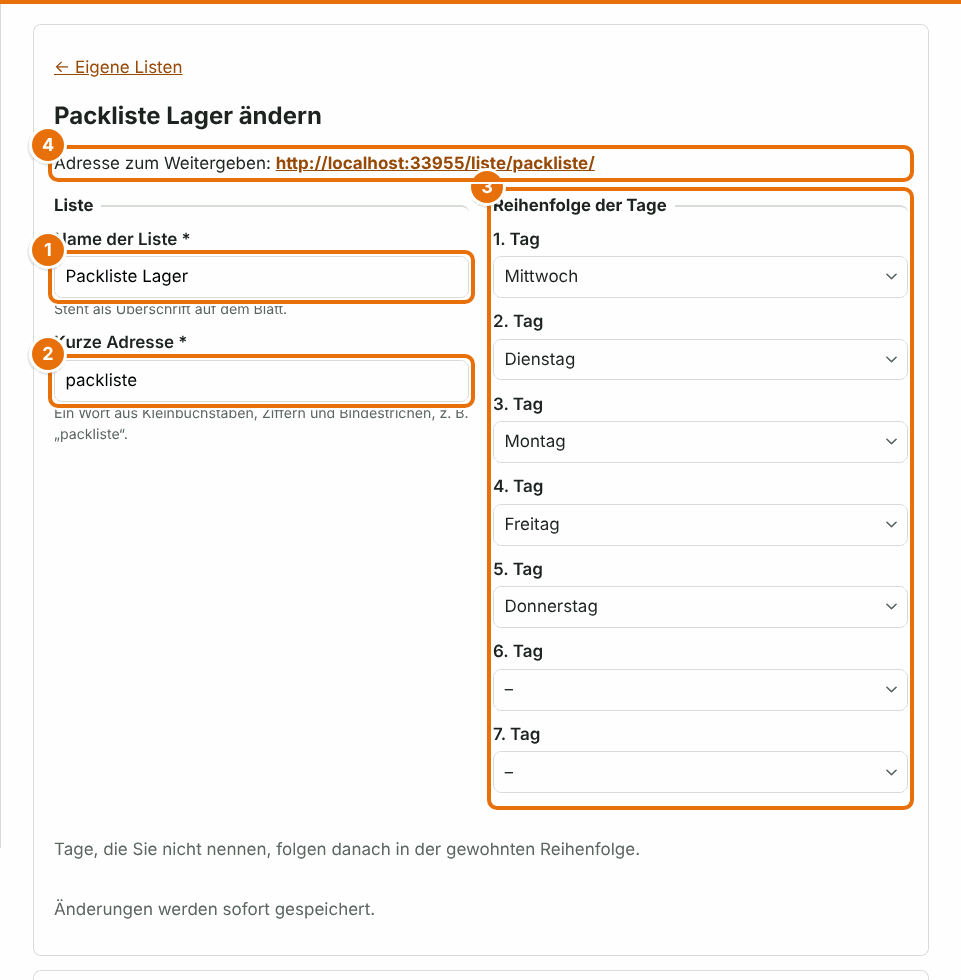 ← Eigene Listen
Packliste Lager ändern
4
Adresse zum Weitergeben: http://localhost:33955/liste/packliste/
Liste
1
Name der Liste *
Packliste Lager
Steht als Überschrift auf dem Blatt.
2
Kurze Adresse *
packliste
Ein Wort aus Kleinbuchstaben, Ziffern und Bindestrichen, z. B.
„packliste“.
3
Reihenfolge der Tage
1. Tag
Mittwoch
2. Tag
Dienstag
3. Tag
Montag
4. Tag
Freitag
5. Tag
Donnerstag
6. Tag
–
7. Tag
–
Tage, die Sie nicht nennen, folgen danach in der gewohnten Reihenfolge.
Änderungen werden sofort gespeichert.